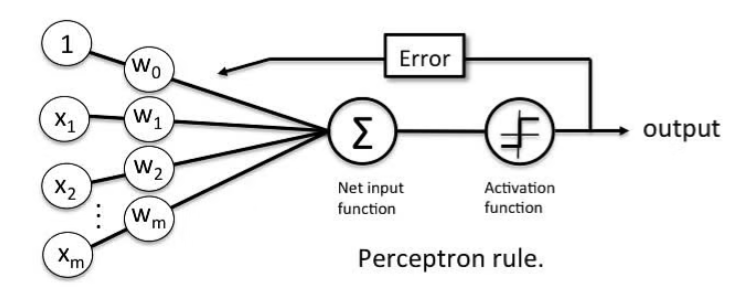 1
w0
Error
x1
w1
Σ
output
x2
w2
⋮
wm
xm
Net input
function
Activation
function
Perceptron rule.